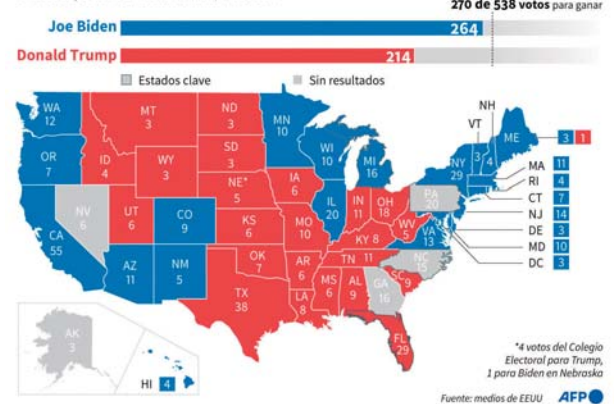 270 de 538 votos para ganar
Joe Biden 264
Donald Trump 214
Estados clave
Sin resultados
WA
12
MT
3
ND
3
MN
10
NH
4
VT
3
ME
3 1
OR
7
ID
4
WY
3
SD
3
WI
10
MI
16
NY
29
MA 11
RI 4
CT 7
NJ 14
DE 3
MD 10
DC 3
NV
6
UT
6
CO
9
NE*
5
IA
6
IL
20
IN
11
OH
18
PA
20
CA
55
KS
6
MO
10
KY 8
WV
5
VA
13
AZ
11
NM
5
OK
7
AR
6
TN 11
NC
15
TX
38
LA
8
MS
6
AL
9
GA
16
SC
9
FL
29
AK
3
HI 4
*4 votos del Colegio
Electoral para Trump,
1 para Biden en Nebraska
Fuente: medios de EEUU AFP